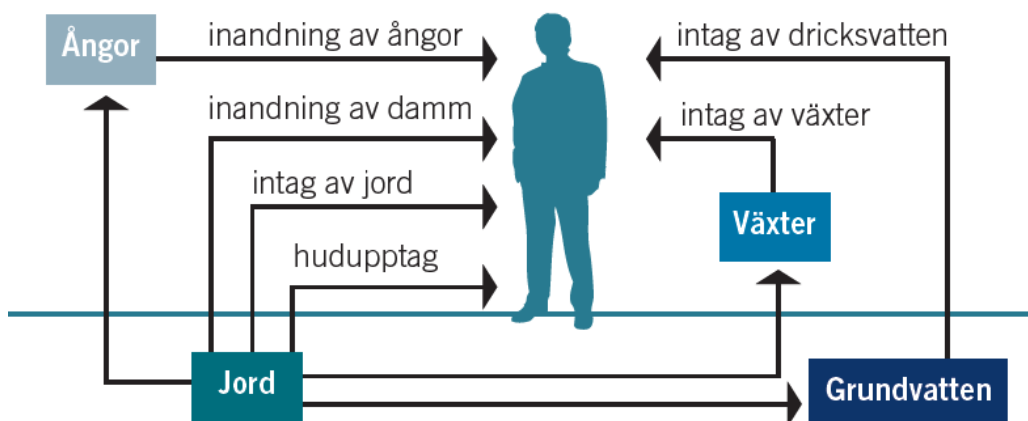 Ångor
inandning av ångor
intag av dricksvatten
inandning av damm
intag av växter
intag av jord
Växter
hudupptag
Jord
Grundvatten